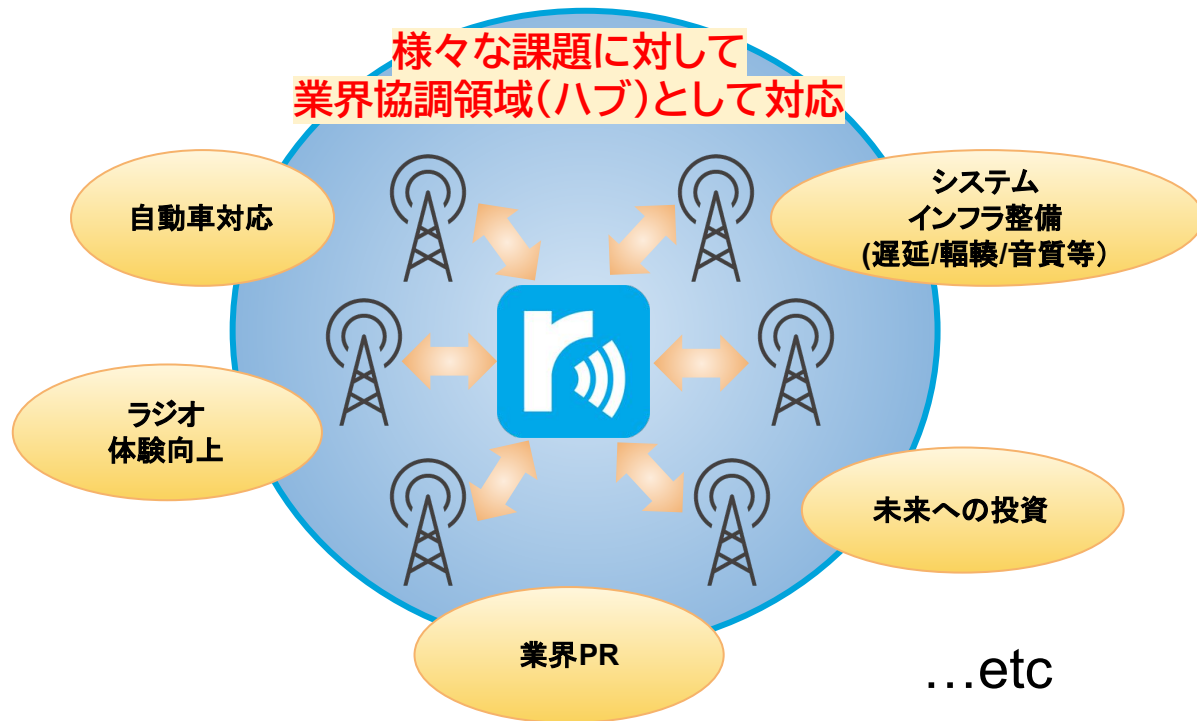 様々な課題に対して
業界協調領域（ハブ）として対応
自動車対応
システム
インフラ整備
(遅延/輻輳/音質等）
ラジオ
体験向上
未来への投資
業界PR
…etc